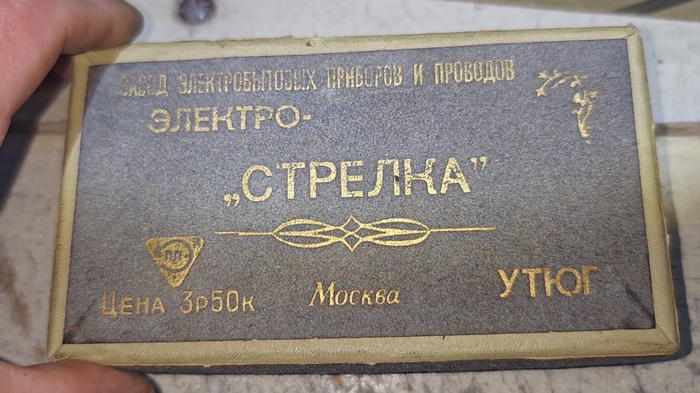 ЗАВОД ЭЛЕКТРОБЫТОВЫХ ПРИБОРОВ И ПРОВОДОВ
ЭЛЕКТРО-
„СТРЕЛКА”
ЦЕНА 3р50к
Москва
УТЮГ